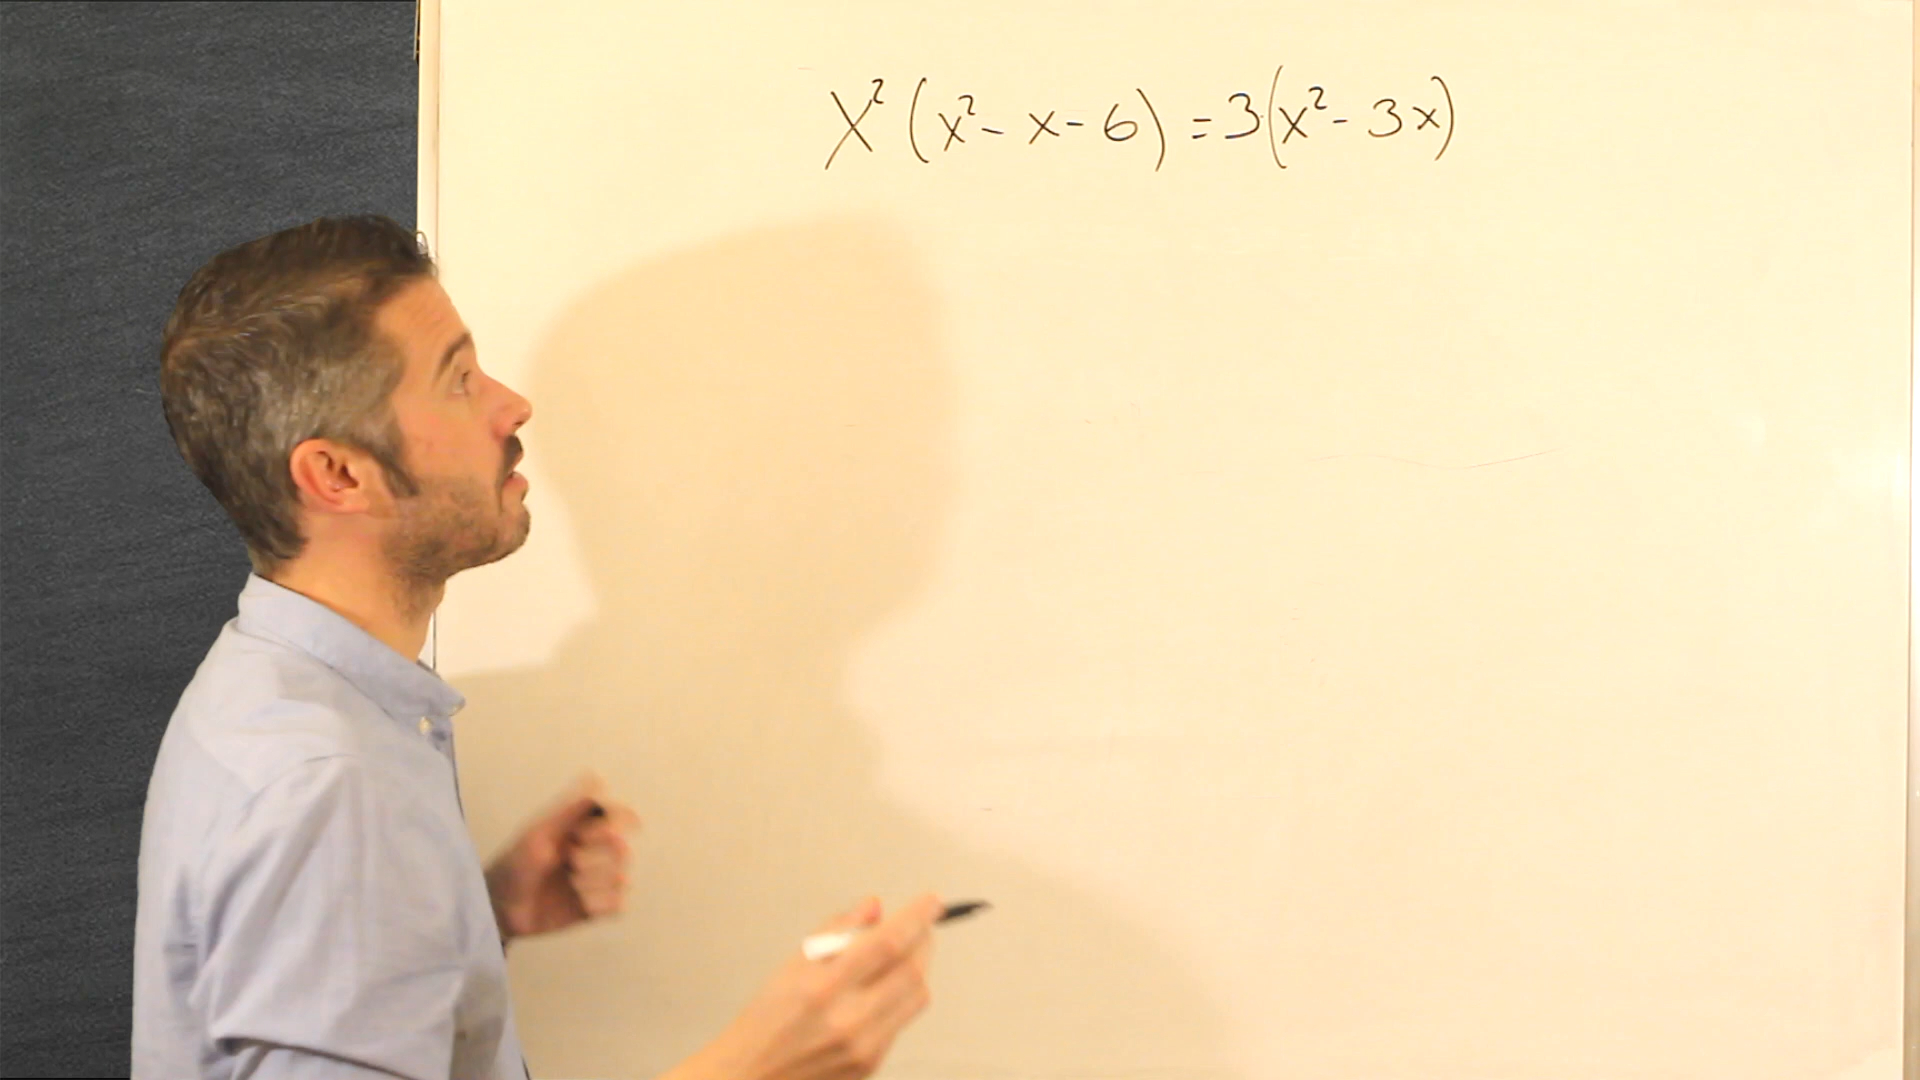 X² (x² - x - 6) = 3(x² - 3x)